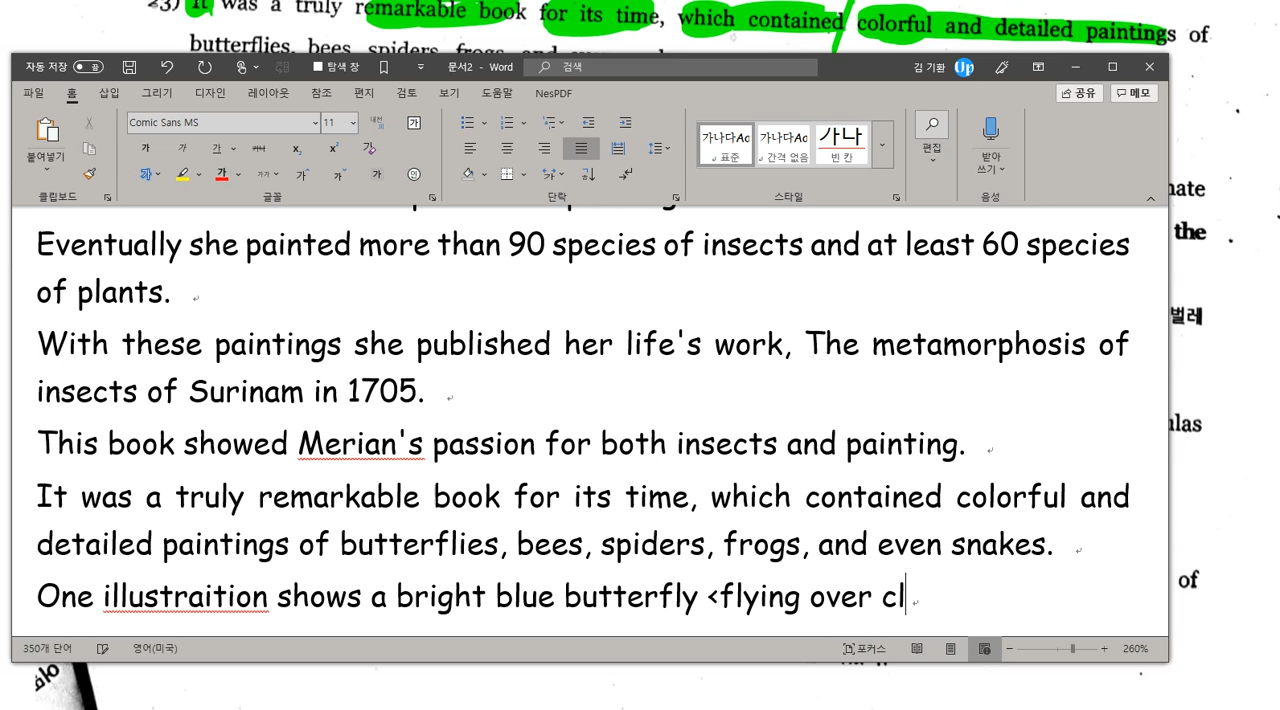 23) It was a truly remarkable book for its time, which contained colorful and detailed paintings of
butterflies, bees, spiders, frogs, and even
자동 저장 끔 탐색 창 문서2 - Word 검색 김 기환
파일 홈 삽입 그리기 디자인 레이아웃 참조 편지 검토 보기 도움말 NesPDF 공유 메모
Comic Sans MS 11
붙여넣기
가나다Ac 가나다Ac 가나
표준 간격 없음 빈 칸
편집 받아쓰기
클립보드 글꼴 단락 스타일 음성
nate
Eventually she painted more than 90 species of insects and at least 60 species
the
of plants.
벌레
With these paintings she published her life's work, The metamorphosis of
insects of Surinam in 1705.
ulas
This book showed Merian's passion for both insects and painting.
It was a truly remarkable book for its time, which contained colorful and
detailed paintings of butterflies, bees, spiders, frogs, and even snakes.
of
One illustraition shows a bright blue butterfly <flying over cl
350개 단어 영어(미국) 포커스 260%